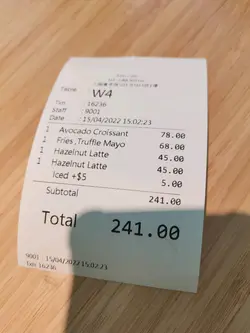 Table W4
Txn 16236
Staff 9001
Date : 15/04/2022 15:02:23
1 Avocado Croissant 78.00
1 Fries ,Truffle Mayo 68.00
1 Hazelnut Latte 45.00
1 Hazelnut Latte 45.00
Iced +$5 5.00
Subtotal 241.00
Total 241.00
9001 15/04/2022 15:02:23
Txn 16236